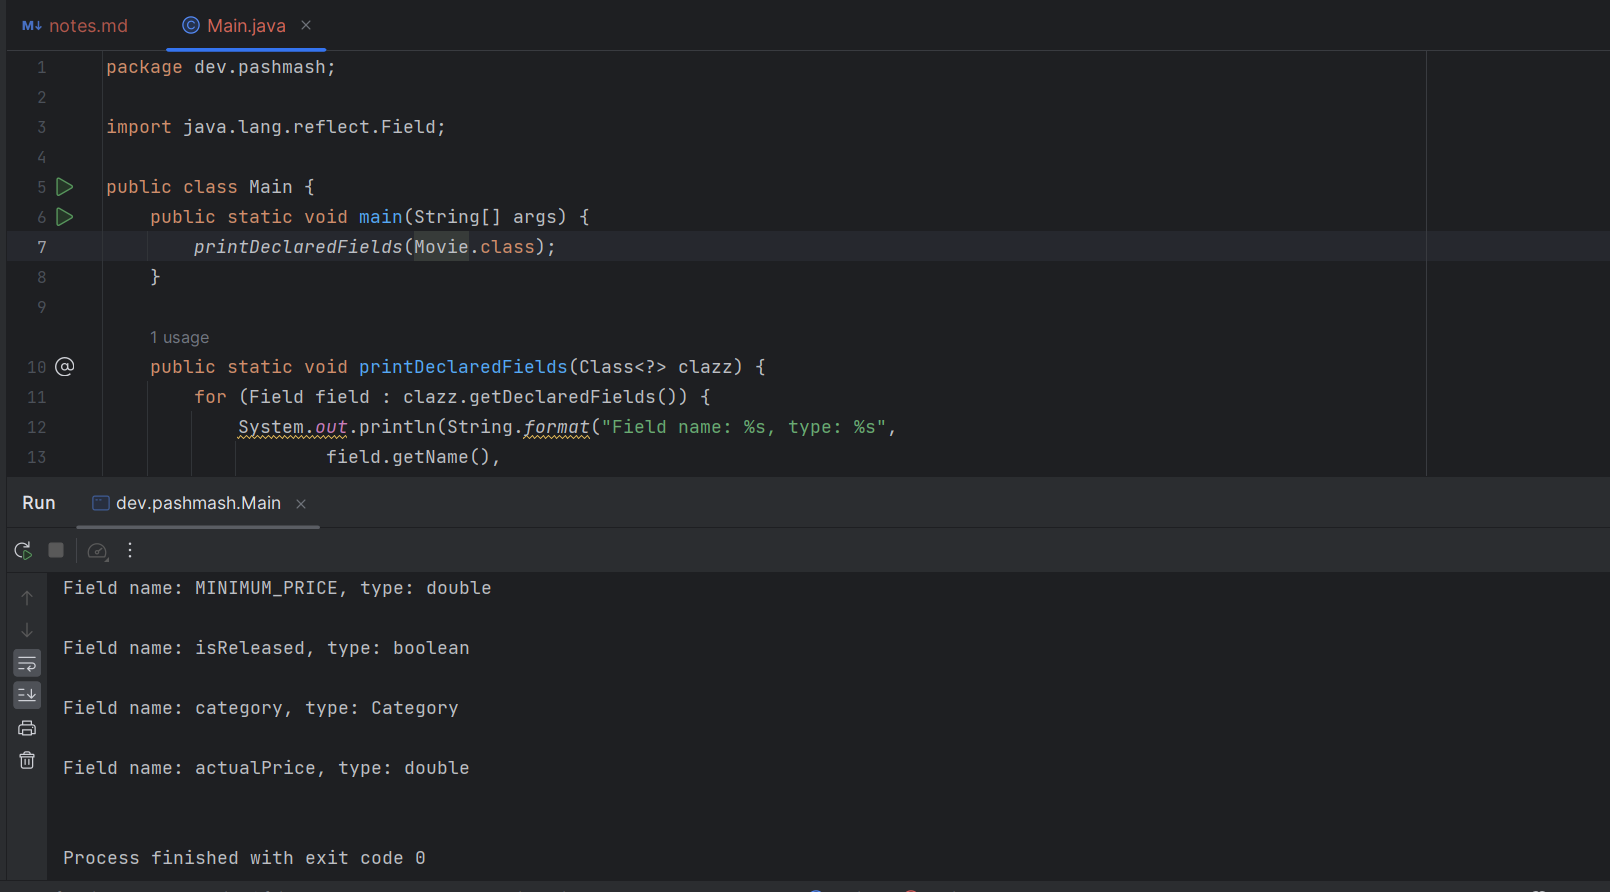 M↓ notes.md
Main.java
1 package dev.pashmash;
2
3 import java.lang.reflect.Field;
4
5 public class Main {
6 public static void main(String[] args) {
7 printDeclaredFields(Movie.class);
8 }
9
1 usage
10 @ public static void printDeclaredFields(Class<?> clazz) {
11 for (Field field : clazz.getDeclaredFields()) {
12 System.out.println(String.format("Field name: %s, type: %s",
13 field.getName(),
Run dev.pashmash.Main
Field name: MINIMUM_PRICE, type: double
Field name: isReleased, type: boolean
Field name: category, type: Category
Field name: actualPrice, type: double
Process finished with exit code 0